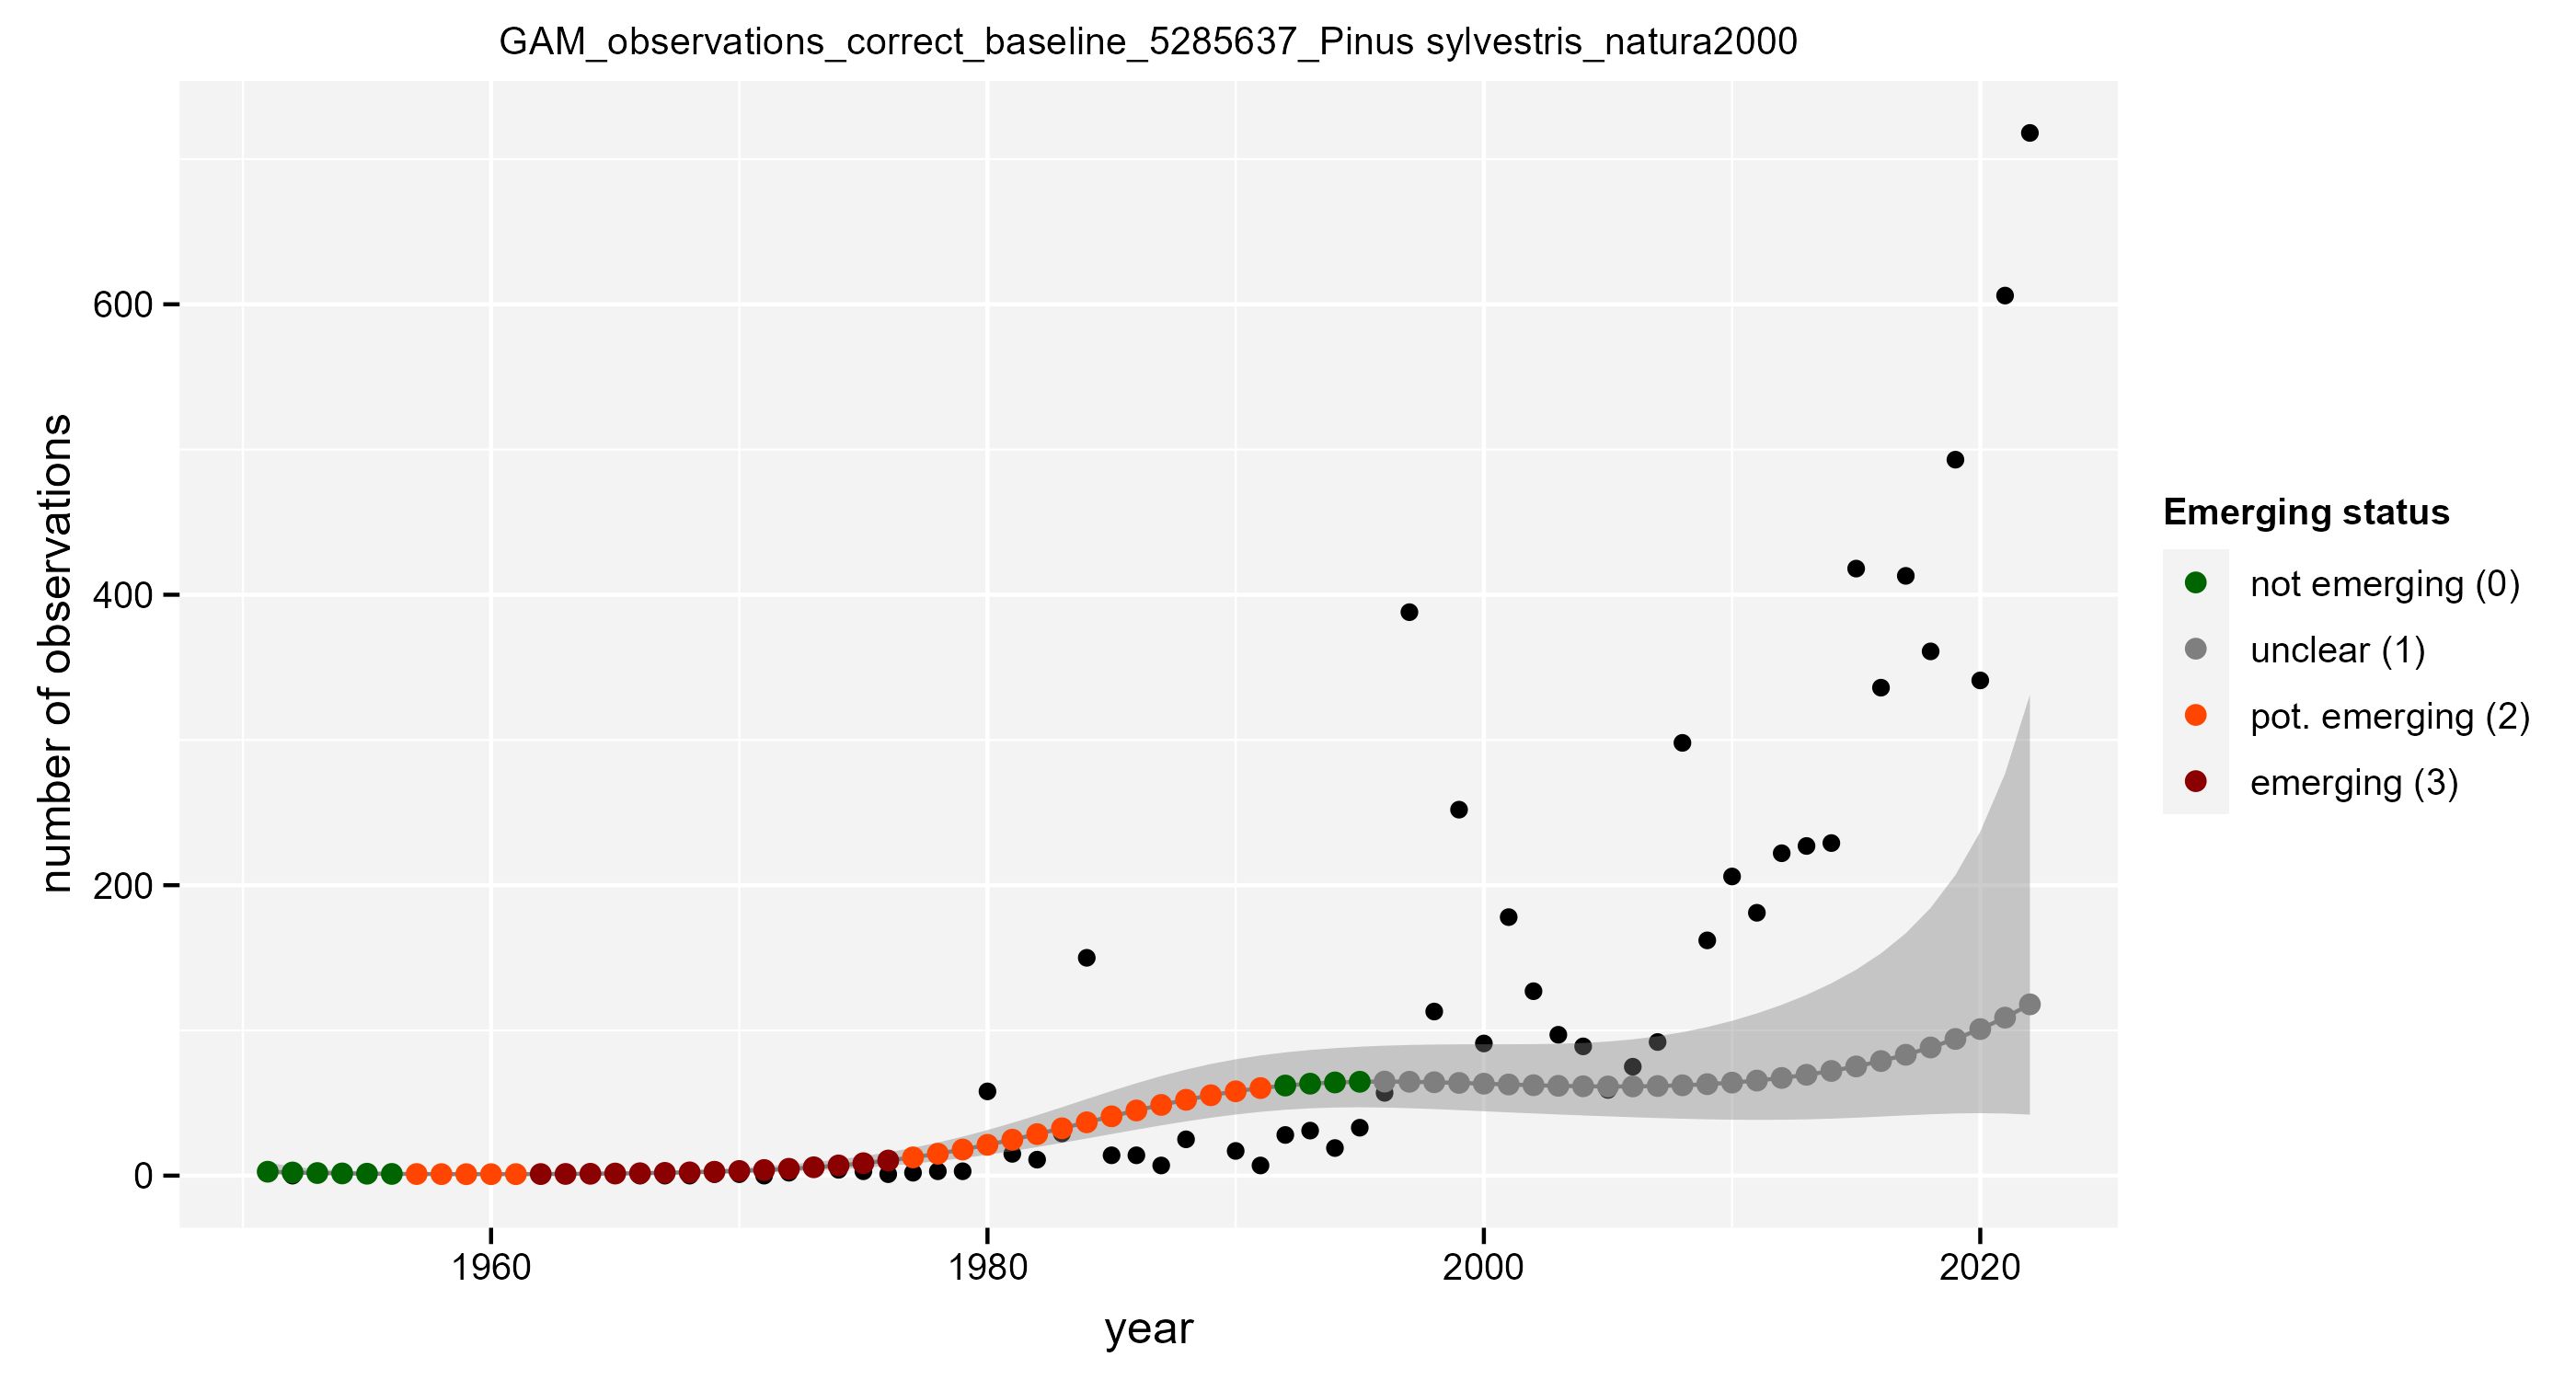 GAM_observations_correct_baseline_5285637_Pinus sylvestris_natura2000
number of observations
600
400
200
0
1960
1980
2000
2020
year
Emerging status
not emerging (0)
unclear (1)
pot. emerging (2)
emerging (3)